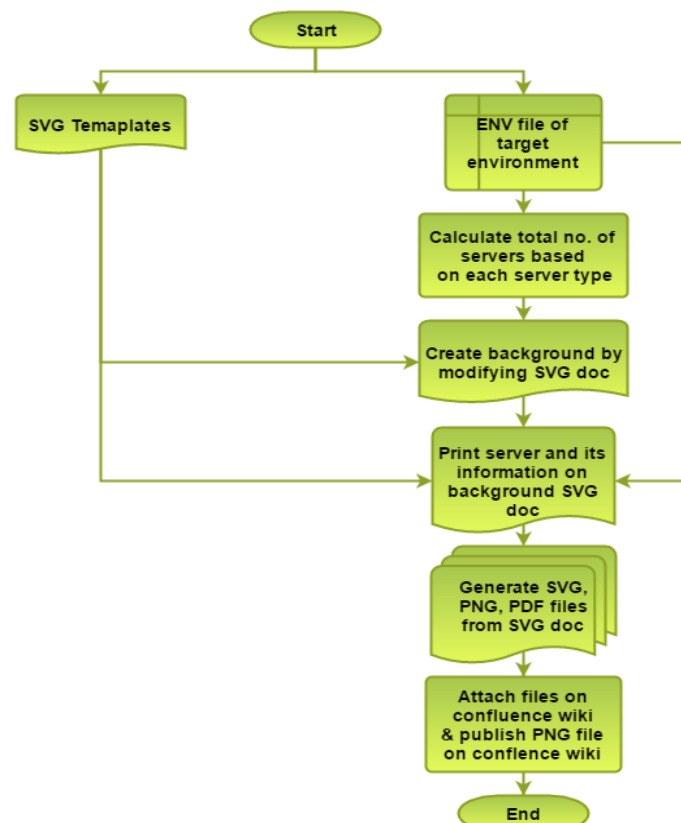 Start
SVG Temaplates
ENV file of
target
environment
Calculate total no. of
servers based
on each server type
Create background by
modifying SVG doc
Print server and its
information on
background SVG
doc
Generate SVG,
PNG, PDF files
from SVG doc
Attach files on
confluence wiki
& publish PNG file
on conflence wiki
End